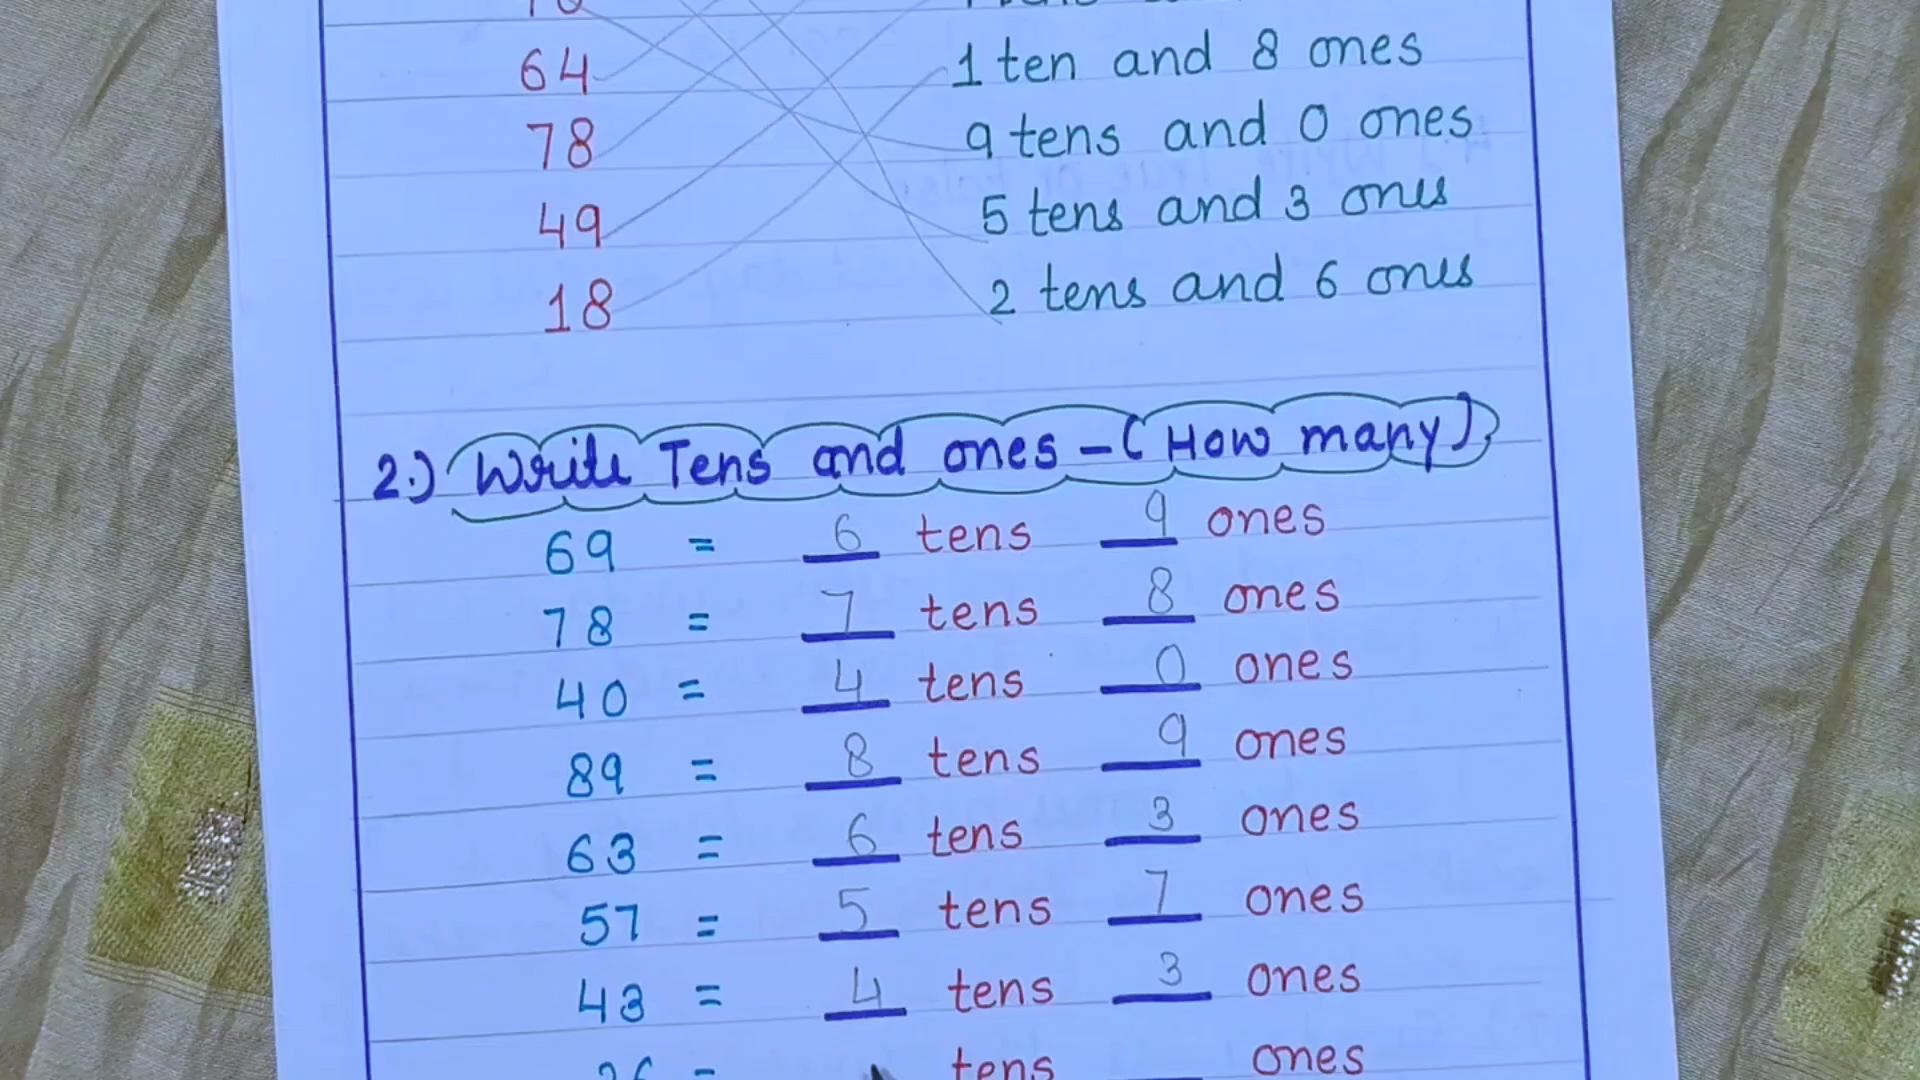 64 1 ten and 8 ones
78 9 tens and 0 ones
49 5 tens and 3 ones
18 2 tens and 6 ones
2.) Write Tens and ones - (How many)
69 = 6 tens 9 ones
78 = 7 tens 8 ones
40 = 4 tens 0 ones
89 = 8 tens 9 ones
63 = 6 tens 3 ones
57 = 5 tens 7 ones
43 = 4 tens 3 ones
= tens ones